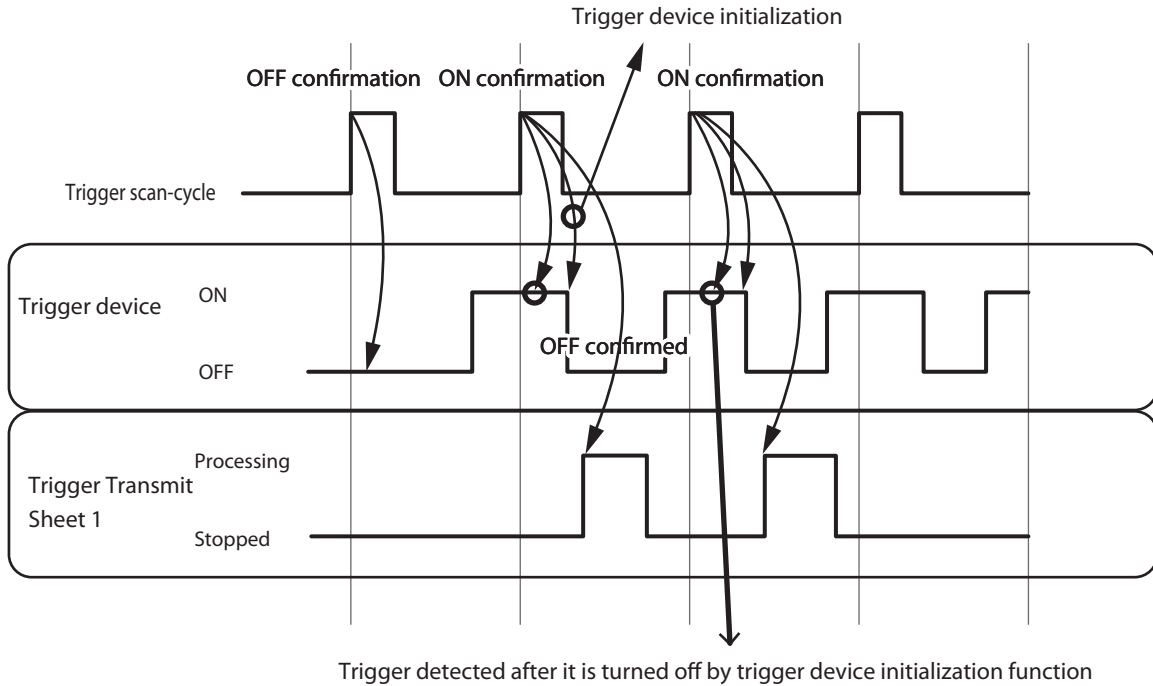 Trigger device initialization
OFF confirmation
ON confirmation
ON confirmation
Trigger scan-cycle
Trigger device
ON
OFF confirmed
OFF
Processing
Trigger Transmit
Sheet 1
Stopped
Trigger detected after it is turned off by trigger device initialization function